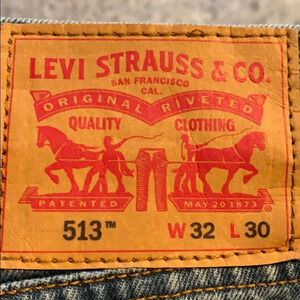 LEVI STRAUSS & CO.
SAN FRANCISCO
CAL.
ORIGINAL RIVETED
QUALITY CLOTHING
PATENTED MAY 20 1873
513™ W 32 L 30